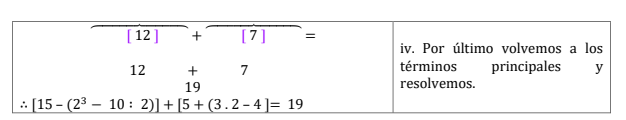 [ 12 ] + [ 7 ] =
12 + 7
19
∴ [15 – (2³ − 10 : 2)] + [5 + (3 . 2 – 4 ]= 19
iv. Por último volvemos a los
términos principales y
resolvemos.